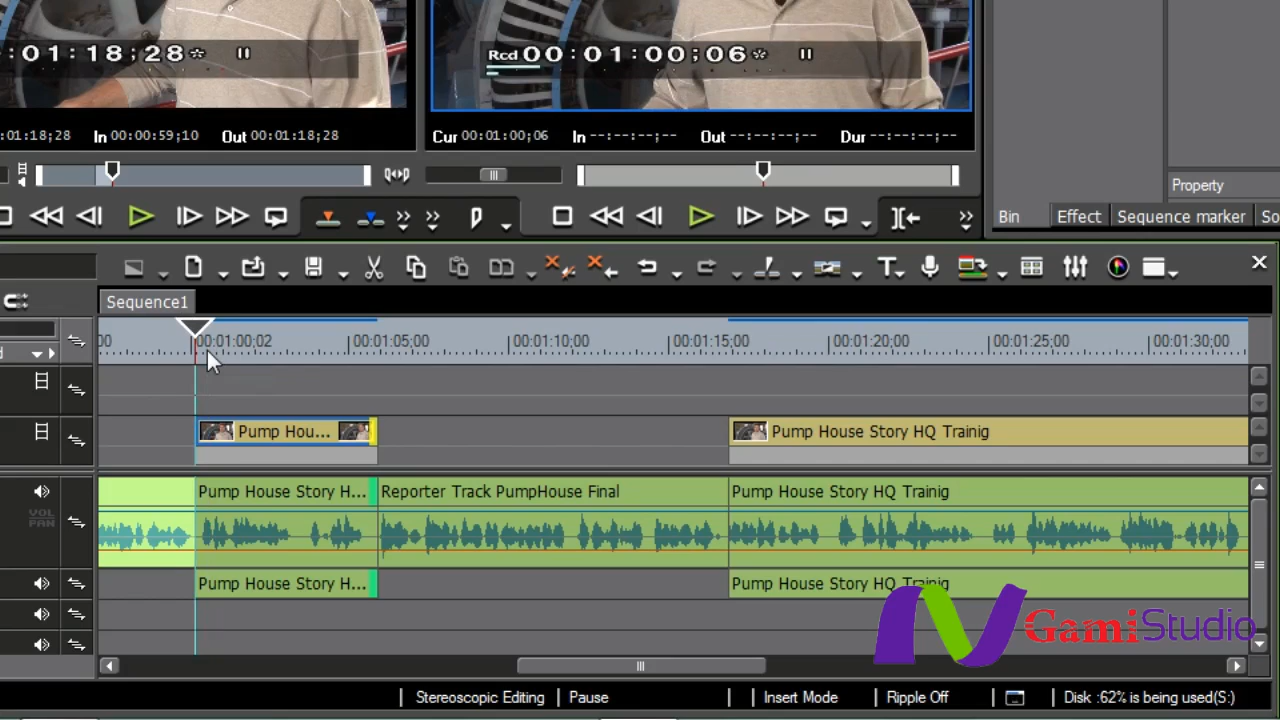 :01:18;28* II
Rcd 00:01:00;06* II
:01:18;28 In 00:00:59;10 Out 00:01:18;28
Cur 00:01:00;06 In --:--:--;-- Out --:--:--;-- Dur --:--:--;--
Property
Bin Effect Sequence marker So
Sequence1
00 00:01:00;02 00:01:05;00 00:01:10;00 00:01:15;00 00:01:20;00 00:01:25;00 00:01:30;00
d
Pump Hou... Pump House Story HQ Trainig
Pump House Story H... Reporter Track PumpHouse Final Pump House Story HQ Trainig
VOL
PAN
Pump House Story H... Pump House Story HQ Trainig
GamiStudio
Stereoscopic Editing Pause Insert Mode Ripple Off Disk :62% is being used(S:)